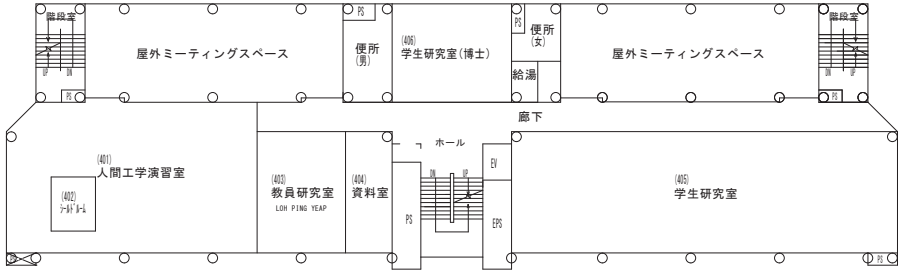 階段室
UP
DN
PS
屋外ミーティングスペース
PS
便所
(男)
(406)
学生研究室(博士)
PS
便所
(女)
給湯
屋外ミーティングスペース
階段室
DN
UP
PS
廊下
(401)
人間工学演習室
(402)
シールドルーム
(403)
教員研究室
LOH PING YEAP
(404)
資料室
ホール
DN
UP
PS
EV
EPS
(405)
学生研究室
PS
PS